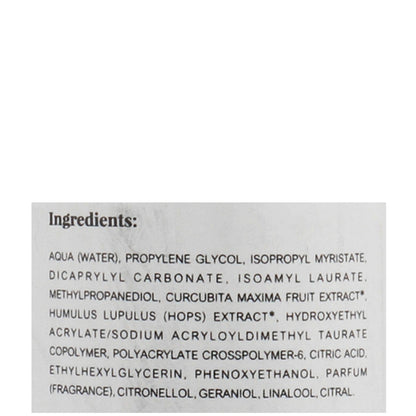 Ingredients:
AQUA (WATER), PROPYLENE GLYCOL, ISOPROPYL MYRISTATE,
DICAPRYLYL CARBONATE, ISOAMYL LAURATE,
METHYLPROPANEDIOL, CURCUBITA MAXIMA FRUIT EXTRACT*,
HUMULUS LUPULUS (HOPS) EXTRACT*, HYDROXYETHYL
ACRYLATE/SODIUM ACRYLOYLDIMETHYL TAURATE
COPOLYMER, POLYACRYLATE CROSSPOLYMER-6, CITRIC ACID,
ETHYLHEXYLGLYCERIN, PHENOXYETHANOL, PARFUM
(FRAGRANCE), CITRONELLOL, GERANIOL, LINALOOL, CITRAL.